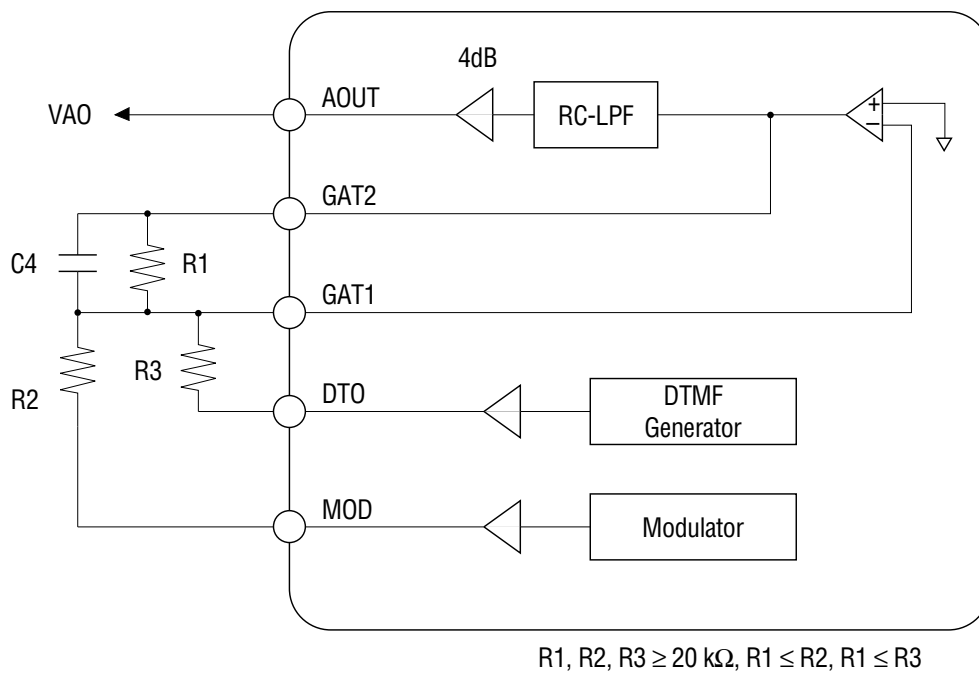 4dB
AOUT
VAO
RC-LPF
+
−
GAT2
C4
R1
GAT1
R3
R2
DTO
DTMF
Generator
MOD
Modulator
R1, R2, R3 ≥ 20 kΩ, R1 ≤ R2, R1 ≤ R3